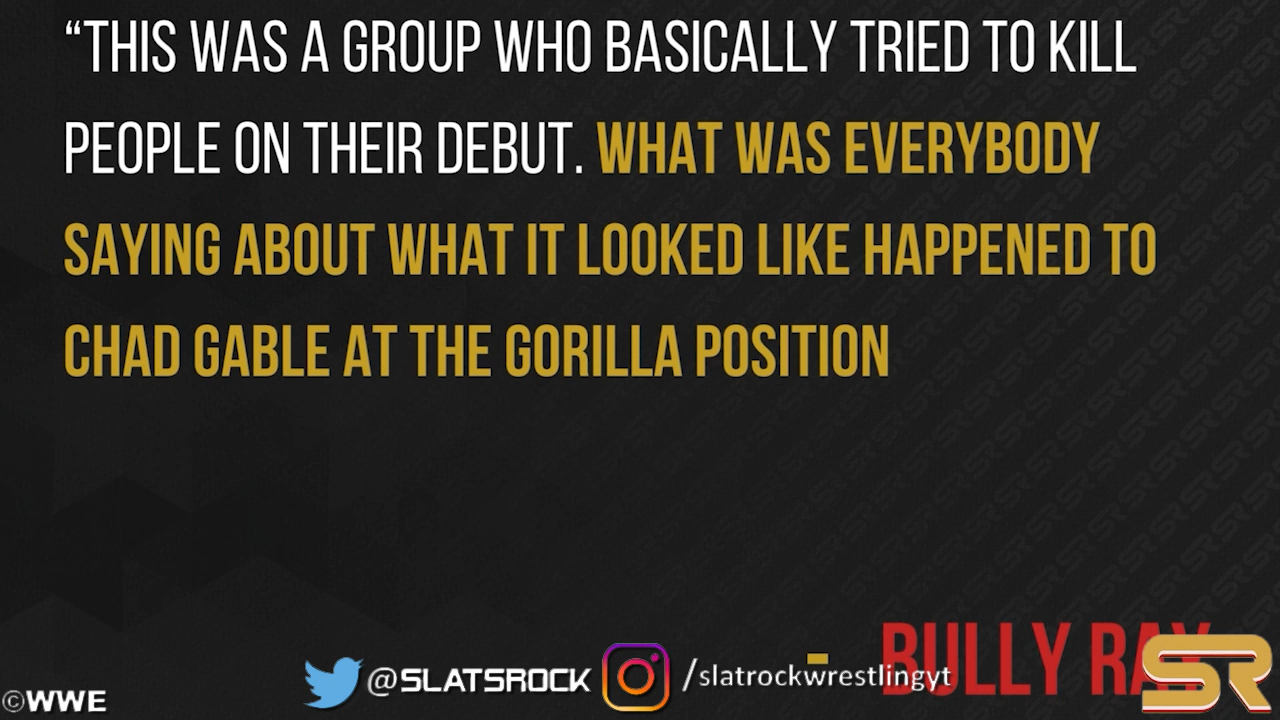 “THIS WAS A GROUP WHO BASICALLY TRIED TO KILL
PEOPLE ON THEIR DEBUT. WHAT WAS EVERYBODY
SAYING ABOUT WHAT IT LOOKED LIKE HAPPENED TO
CHAD GABLE AT THE GORILLA POSITION
- BULLY RAY
©WWE
@SLATSROCK
/slatrockwrestlingyt
SR